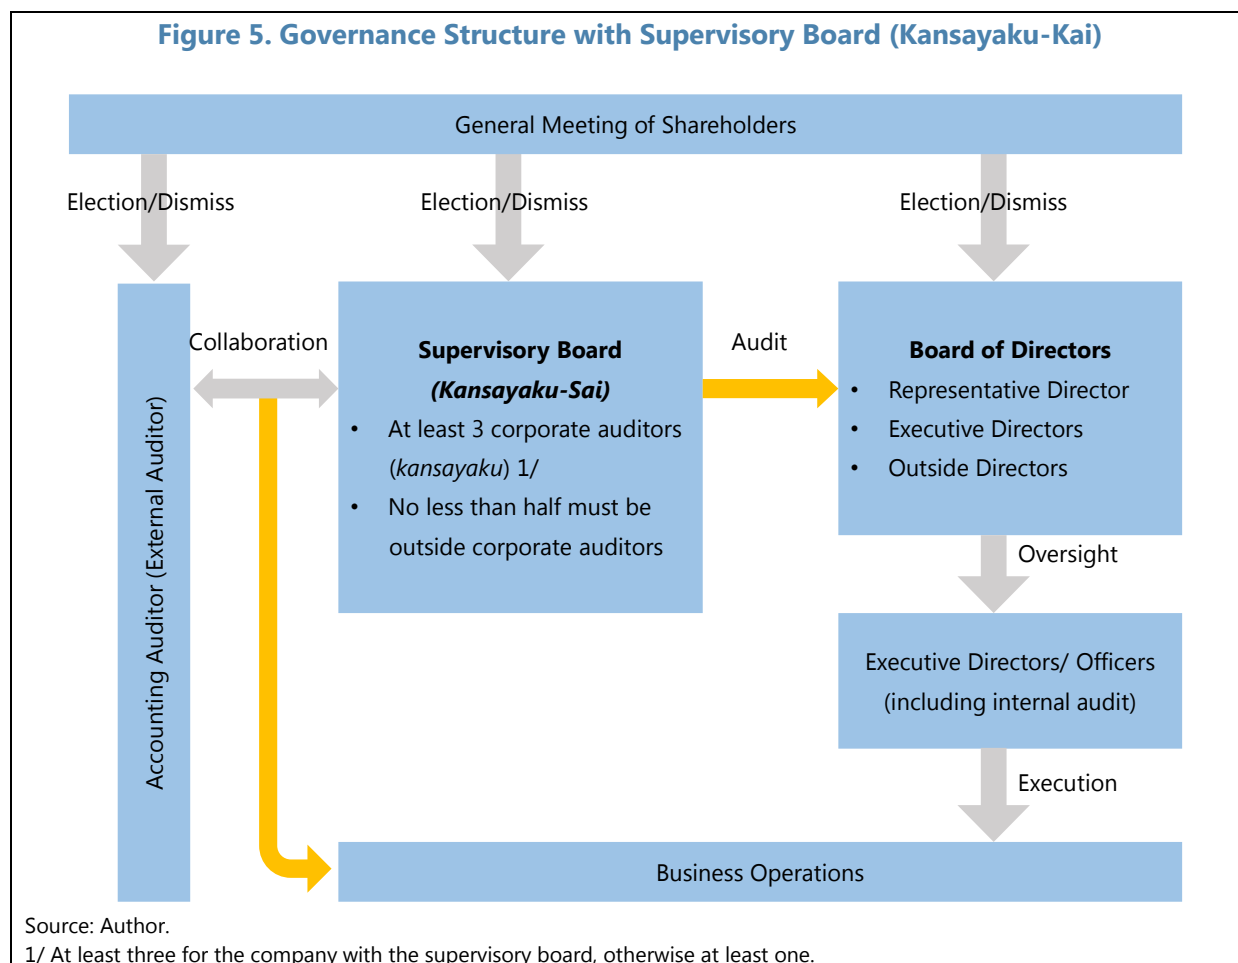 Figure 5. Governance Structure with Supervisory Board (Kansayaku-Kai)
General Meeting of Shareholders
Election/Dismiss
Election/Dismiss
Election/Dismiss
Accounting Auditor (External Auditor)
Collaboration
Supervisory Board
(Kansayaku-Sai)
• At least 3 corporate auditors
(kansayaku) 1/
• No less than half must be
outside corporate auditors
Audit
Board of Directors
• Representative Director
• Executive Directors
• Outside Directors
Oversight
Executive Directors/ Officers
(including internal audit)
Execution
Business Operations
Source: Author.
1/ At least three for the company with the supervisory board, otherwise at least one.